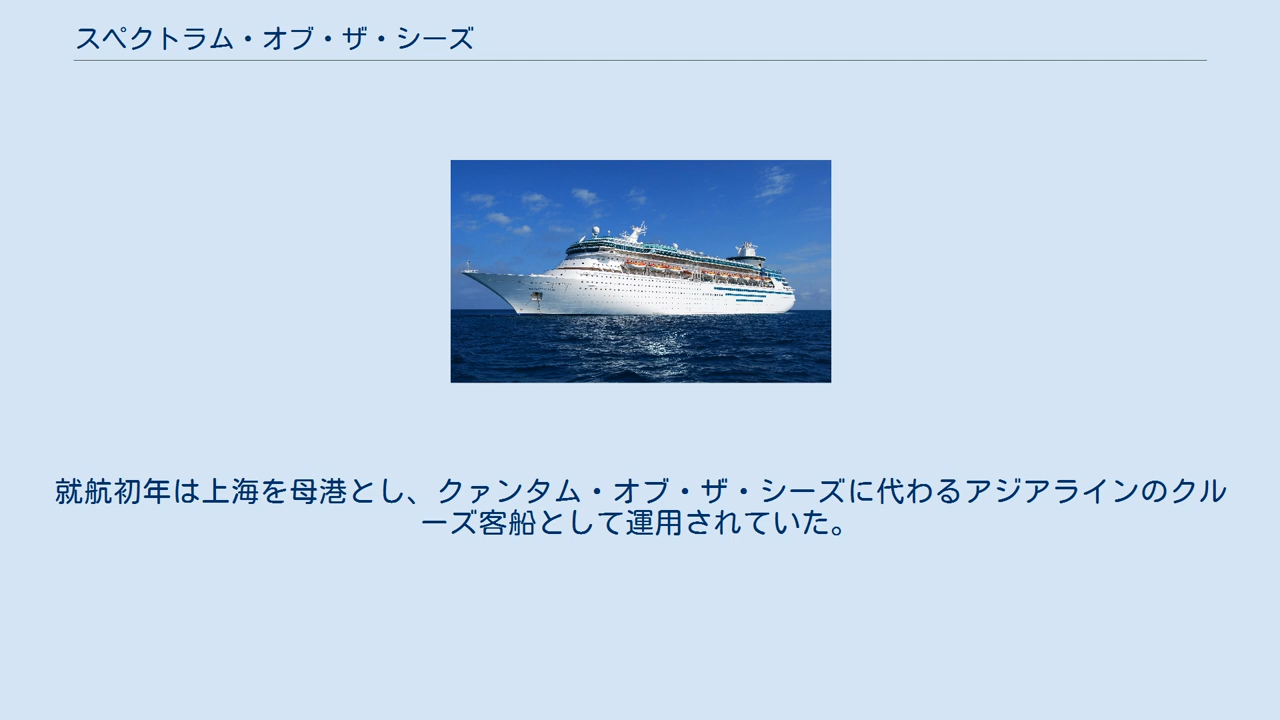 スペクトラム・オブ・ザ・シーズ
就航初年は上海を母港とし、クァンタム・オブ・ザ・シーズに代わるアジアラインのクル
ーズ客船として運用されていた。